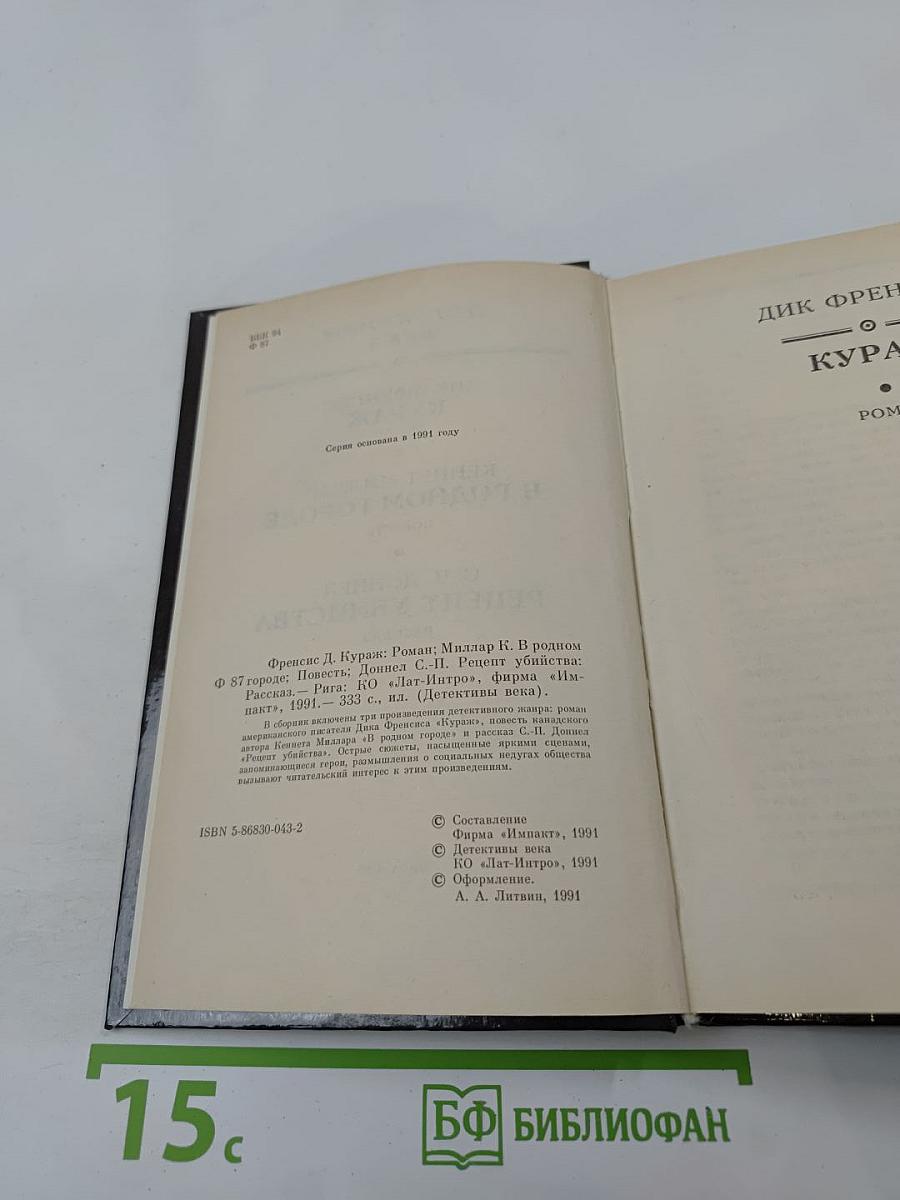 ББК 84
Ф 87
Серия основана в 1991 году
Френсис Д. Кураж: Роман; Миллар К. В родном
Ф 87 городе; Повесть; Доннел С.-П. Рецепт убийства:
Рассказ.— Рига: КО «Лат-Интро», фирма «Им-
пакт», 1991.— 333 с., ил. (Детективы века).
В сборник включены три произведения детективного жанра: роман
американского писателя Дика Френсиса «Кураж», повесть канадского
автора Кеннета Миллара «В родном городе» и рассказ С.-П. Доннел
«Рецепт убийства». Острые сюжеты, насыщенные яркими сценами,
запоминающиеся герои, размышления о социальных недугах общества
вызывают читательский интерес к этим произведениям.
ISBN 5-86830-043-2
© Составление
Фирма «Импакт», 1991
© Детективы века
КО «Лат-Интро», 1991
© Оформление.
А. А. Литвин, 1991
ДИК ФРЕН
КУРА
РОМ
15 с
БФ БИБЛИОФАН